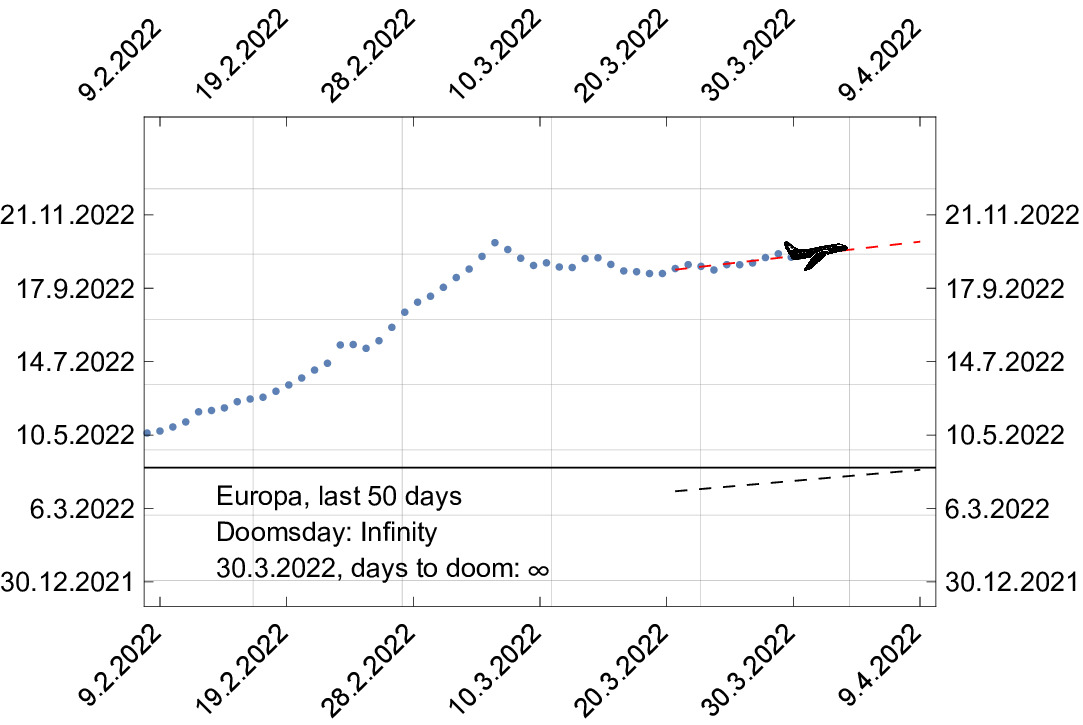 9.2.2022 19.2.2022 28.2.2022 10.3.2022 20.3.2022 30.3.2022 9.4.2022
21.11.2022 21.11.2022
17.9.2022 17.9.2022
14.7.2022 14.7.2022
10.5.2022 10.5.2022
Europa, last 50 days
6.3.2022 6.3.2022
Doomsday: Infinity
30.3.2022, days to doom: ∞
30.12.2021 30.12.2021
9.2.2022 19.2.2022 28.2.2022 10.3.2022 20.3.2022 30.3.2022 9.4.2022